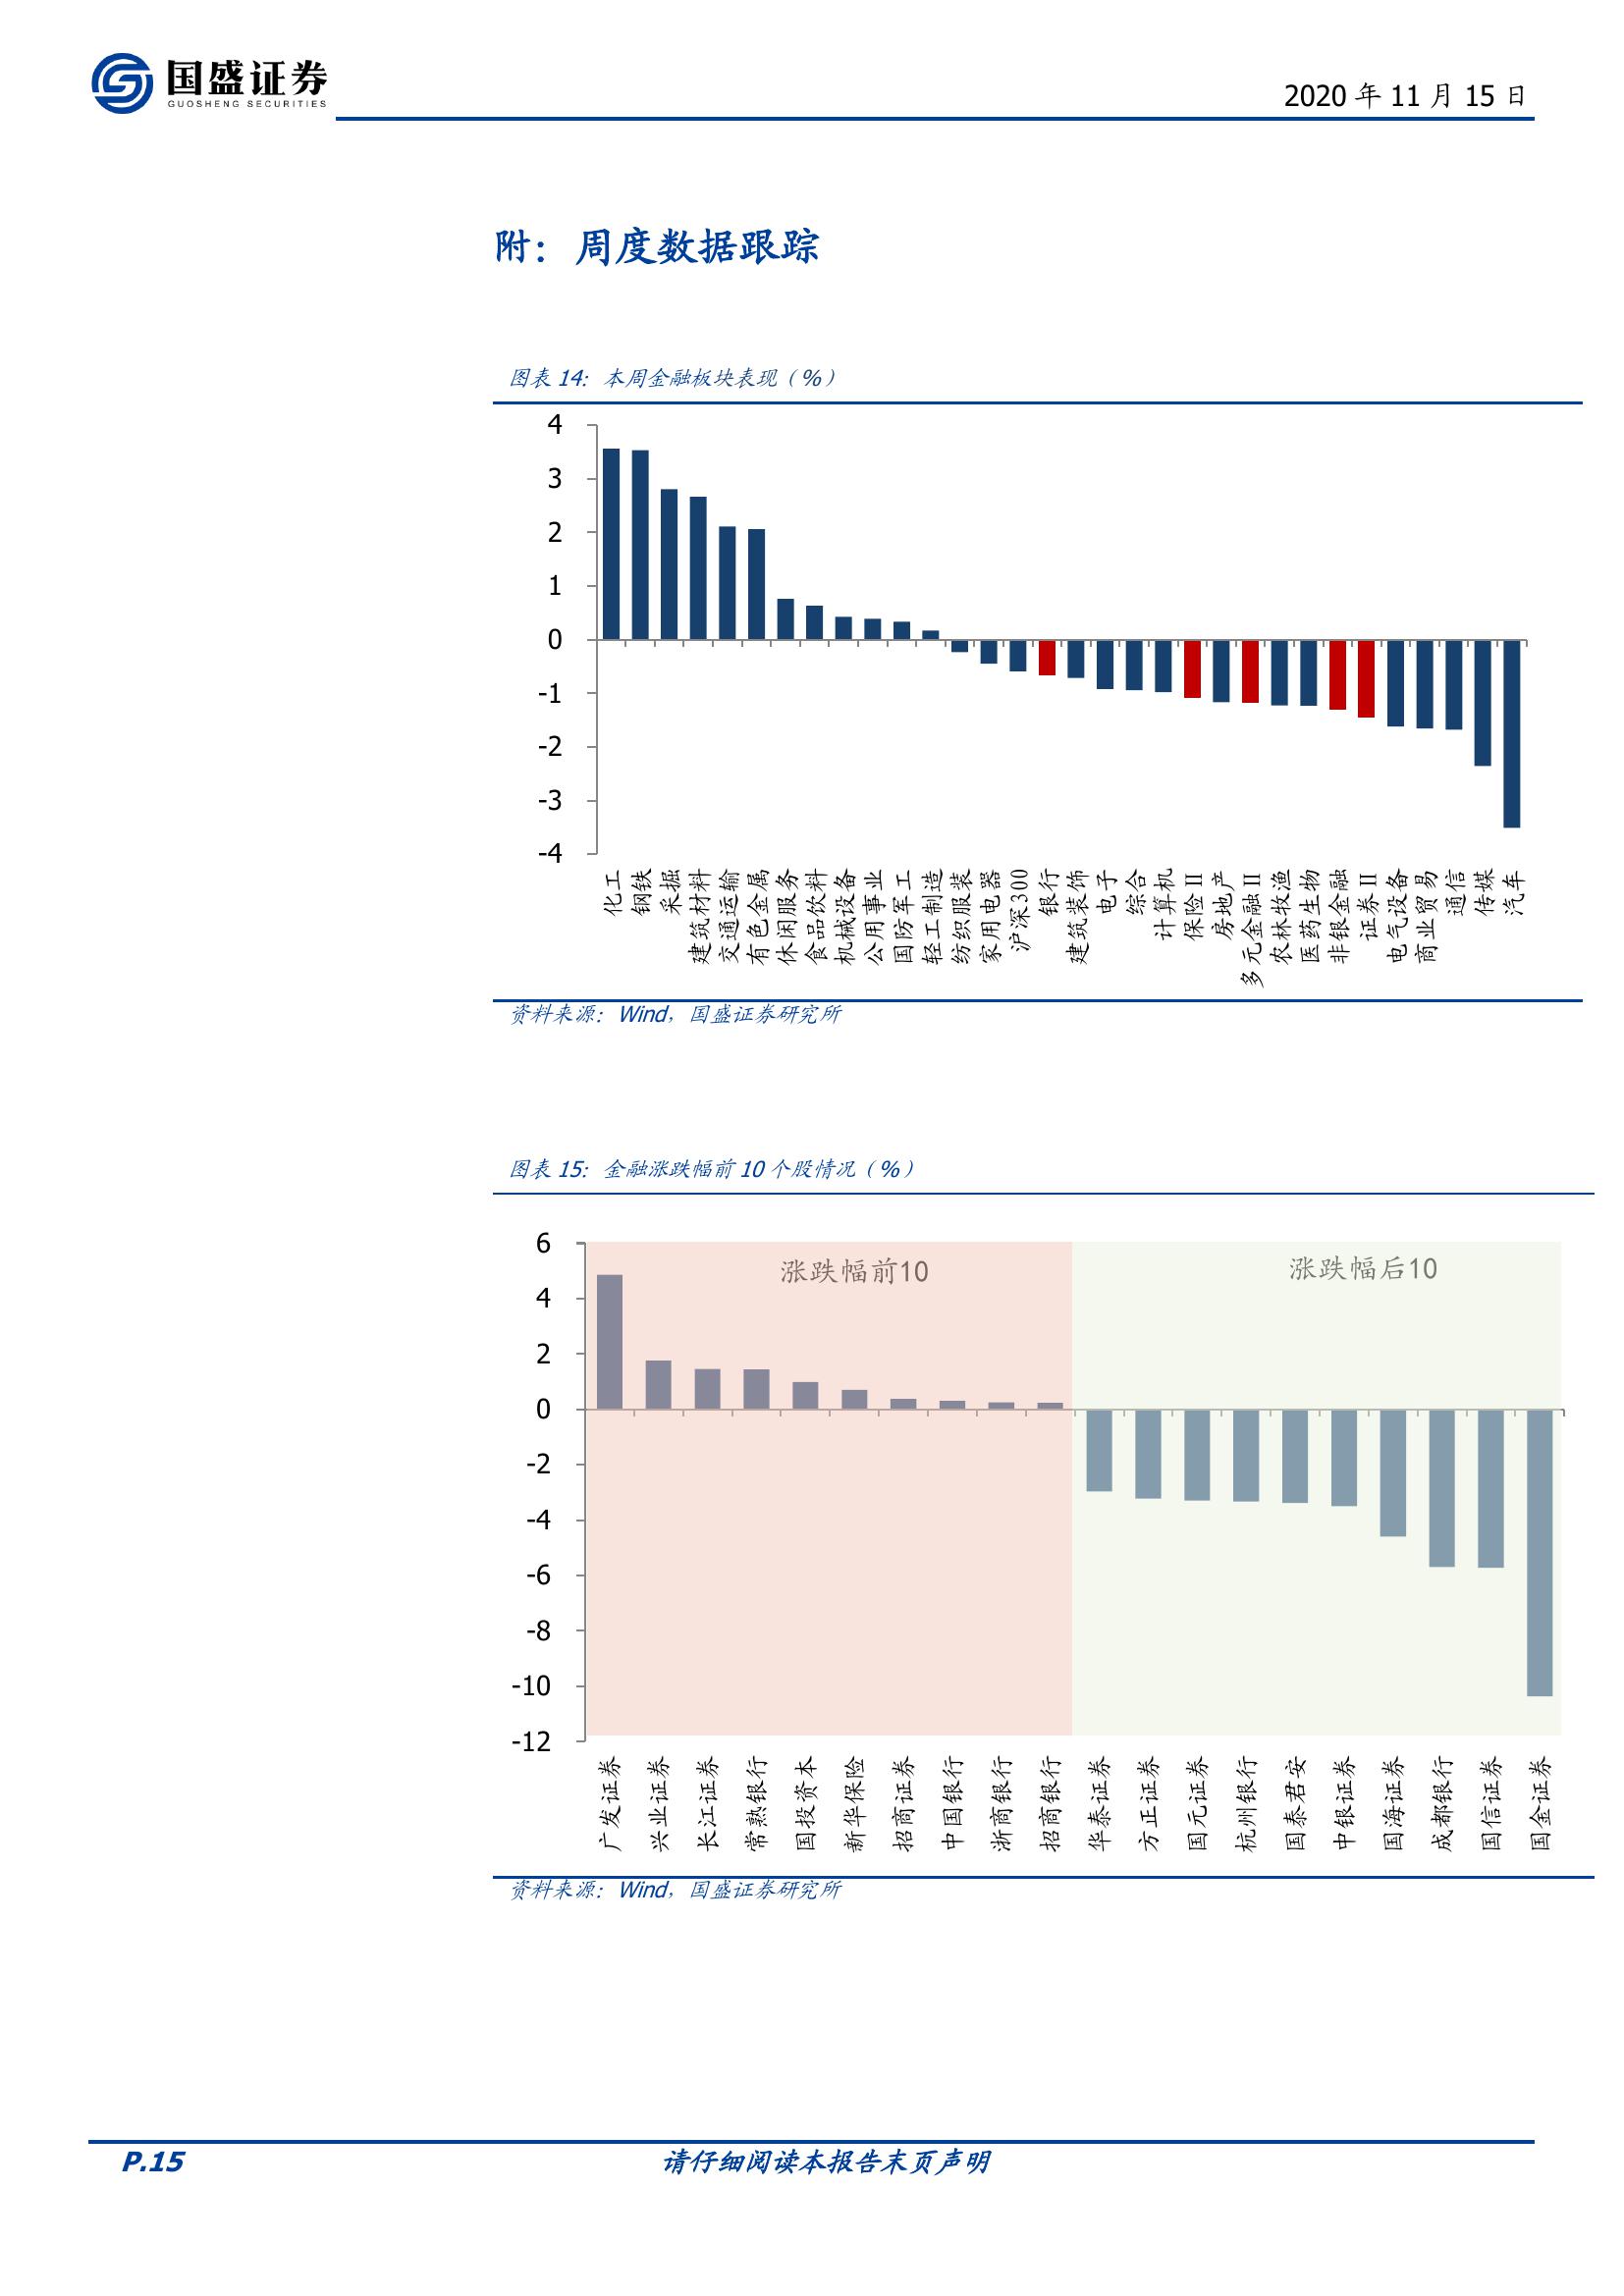 国盛证券
GUOSHENG SECURITIES
2020 年 11 月 15 日
附：周度数据跟踪
图表 14：本周金融板块表现（%）
4
3
2
1
0
-1
-2
-3
-4
化工
钢铁
采掘
建筑材料
交通运输
有色金属
休闲服务
食品饮料
机械设备
公用事业
国防军工
轻工制造
纺织服装
家用电器
沪深300
银行
建筑装饰
电子
综合
计算机
保险Ⅱ
房地产
多元金融Ⅱ
农林牧渔
医药生物
非银金融
证券Ⅱ
电气设备
商业贸易
通信
传媒
汽车
资料来源：Wind，国盛证券研究所
图表 15：金融涨跌幅前 10 个股情况（%）
涨跌幅前10
涨跌幅后10
6
4
2
0
-2
-4
-6
-8
-10
-12
广发证券
兴业证券
长江证券
常熟银行
国投资本
新华保险
招商证券
中国银行
浙商银行
招商银行
华泰证券
方正证券
国元证券
杭州银行
国泰君安
中银证券
国海证券
成都银行
国信证券
国金证券
资料来源：Wind，国盛证券研究所
P.15
请仔细阅读本报告末页声明